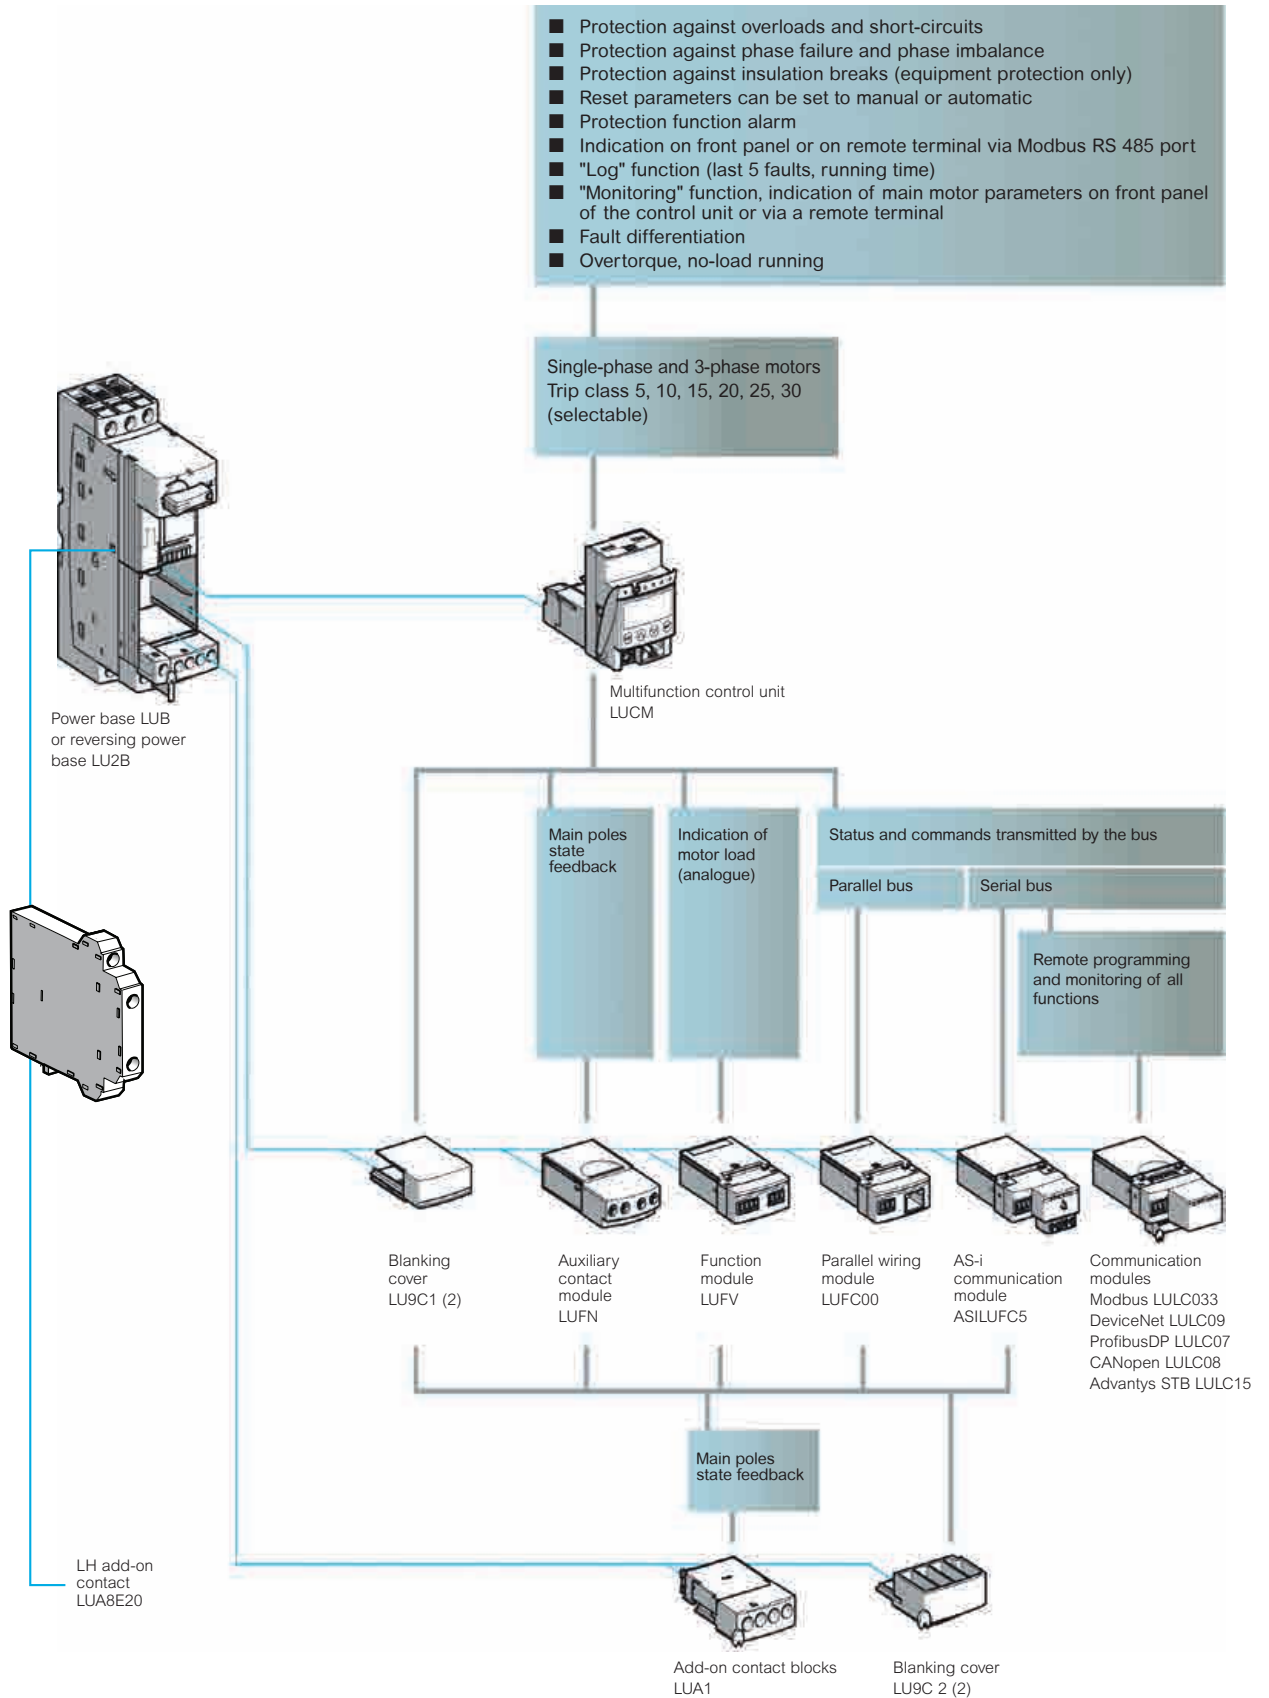 ■ Protection against overloads and short-circuits
■ Protection against phase failure and phase imbalance
■ Protection against insulation breaks (equipment protection only)
■ Reset parameters can be set to manual or automatic
■ Protection function alarm
■ Indication on front panel or on remote terminal via Modbus RS 485 port
■ "Log" function (last 5 faults, running time)
■ "Monitoring" function, indication of main motor parameters on front panel
of the control unit or via a remote terminal
■ Fault differentiation
■ Overtorque, no-load running
Single-phase and 3-phase motors
Trip class 5, 10, 15, 20, 25, 30
(selectable)
Multifunction control unit
LUCM
Power base LUB
or reversing power
base LU2B
Main poles
state
feedback
Indication of
motor load
(analogue)
Status and commands transmitted by the bus
Parallel bus
Serial bus
Remote programming
and monitoring of all
functions
Blanking
cover
LU9C1 (2)
Auxiliary
contact
module
LUFN
Function
module
LUFV
Parallel wiring
module
LUFC00
AS-i
communication
module
ASILUFC5
Communication
modules
Modbus LULC033
DeviceNet LULC09
ProfibusDP LULC07
CANopen LULC08
Advantys STB LULC15
Main poles
state feedback
LH add-on
contact
LUA8E20
Add-on contact blocks
LUA1
Blanking cover
LU9C 2 (2)